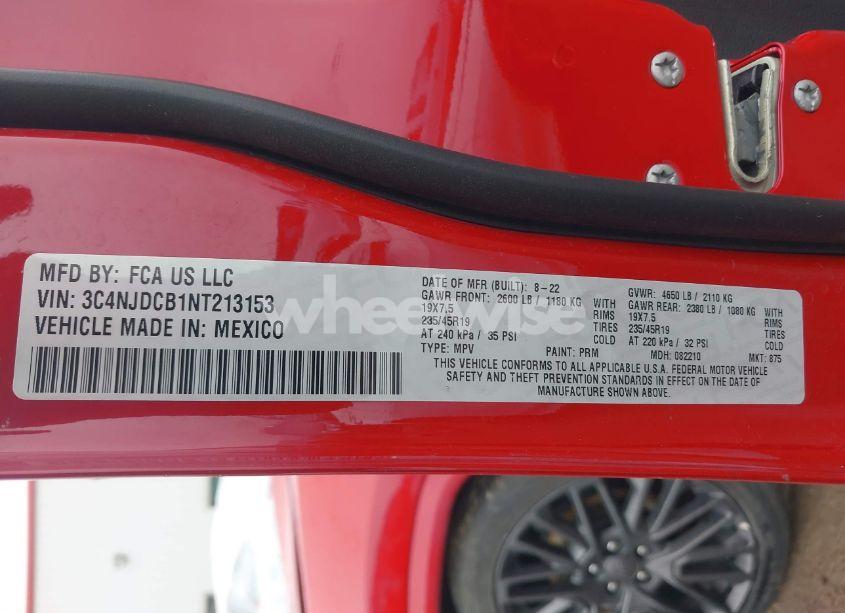 MFD BY: FCA US LLC
VIN: 3C4NJDCB1NT213153
VEHICLE MADE IN: MEXICO
DATE OF MFR (BUILT): 8-22
GVWR: 4650 LB / 2110 KG
GAWR FRONT: 2600 LB / 1180 KG WITH
GAWR REAR: 2380 LB / 1080 KG WITH
19X7.5 RIMS
19X7.5 RIMS
235/45R19 TIRES
235/45R19 TIRES
AT 240 kPa / 35 PSI COLD
AT 220 kPa / 32 PSI COLD
TYPE: MPV PAINT: PRM MDH: 082210 MKT: 875
THIS VEHICLE CONFORMS TO ALL APPLICABLE U.S.A. FEDERAL MOTOR VEHICLE
SAFETY AND THEFT PREVENTION STANDARDS IN EFFECT ON THE DATE OF
MANUFACTURE SHOWN ABOVE.
wheelwise